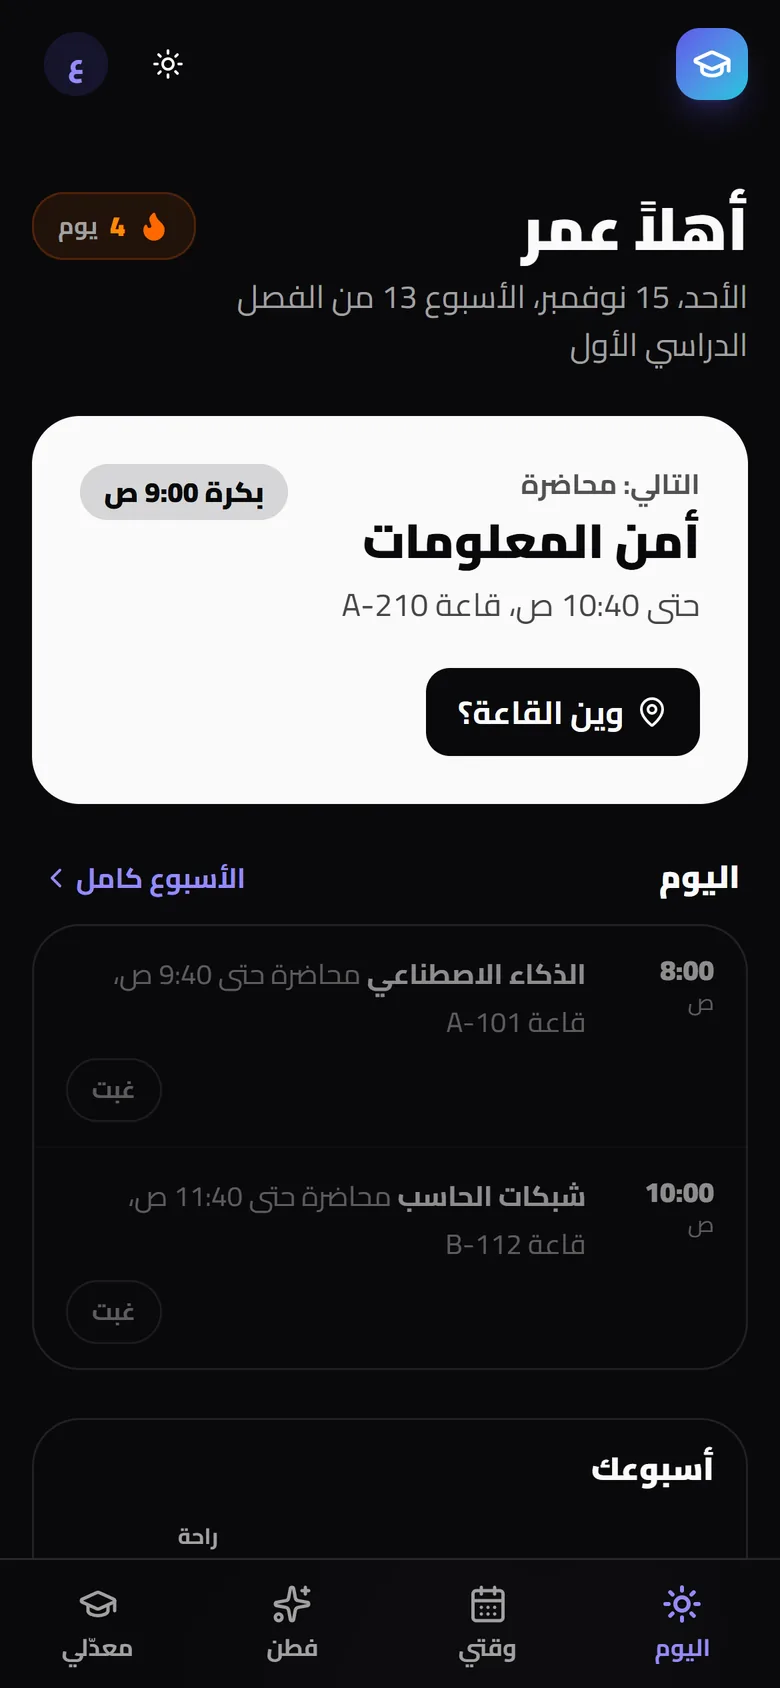 ع
أهلاً عمر
4 يوم
الأحد، 15 نوفمبر، الأسبوع 13 من الفصل
الدراسي الأول
التالي: محاضرة
بكرة 9:00 ص
أمن المعلومات
حتى 10:40 ص، قاعة A-210
وين القاعة؟
اليوم
الأسبوع كامل
8:00
ص
الذكاء الاصطناعي محاضرة حتى 9:40 ص،
قاعة A-101
غبت
10:00
ص
شبكات الحاسب محاضرة حتى 11:40 ص،
قاعة B-112
غبت
أسبوعك
راحة
اليوم
وقتي
فطن
معدّلي